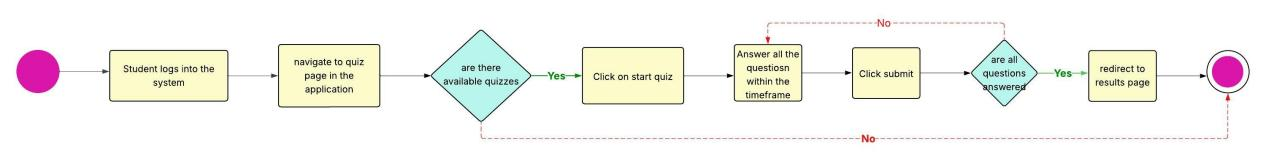 Student logs into the
system
navigate to quiz
page in the
application
are there
available quizzes
Yes
Click on start quiz
No
Answer all the
questiosn
within the
timeframe
Click submit
are all
questions
answered
Yes
redirect to
results page
No